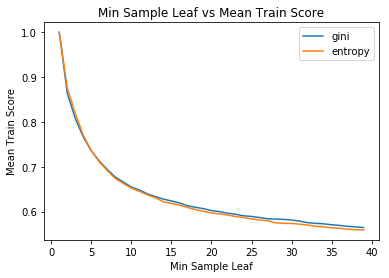 Min Sample Leaf vs Mean Train Score
gini
entropy
1.0
0.9
0.8
0.7
0.6
Mean Train Score
0
5
10
15
20
25
30
35
40
Min Sample Leaf